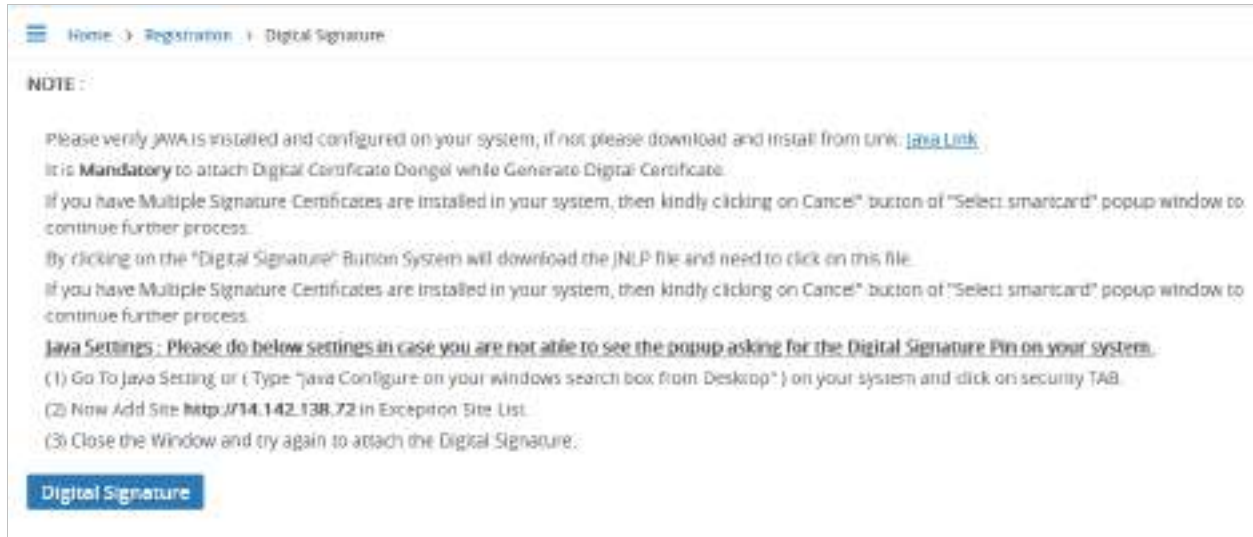 Home > Registration > Digital Signature
NOTE :
Please verify JAVA is installed and configured on your system, if not please download and install from Link. Java Link
It is Mandatory to attach Digital Certificate Dongel while Generate Digital Certificate.
If you have Multiple Signature Certificates are installed in your system, then kindly clicking on Cancel" button of "Select smartcard" popup window to
continue further process.
By clicking on the "Digital Signature" Button System will download the JNLP file and need to click on this file.
If you have Multiple Signature Certificates are installed in your system, then kindly clicking on Cancel" button of "Select smartcard" popup window to
continue further process.
Java Settings : Please do below settings in case you are not able to see the popup asking for the Digital Signature Pin on your system.
(1) Go To Java Setting or ( Type "Java Configure on your windows search box from Desktop" ) on your system and click on security TAB.
(2) Now Add Site http://14.142.138.72 in Exception Site List
(3) Close the Window and try again to attach the Digital Signature.
Digital Signature